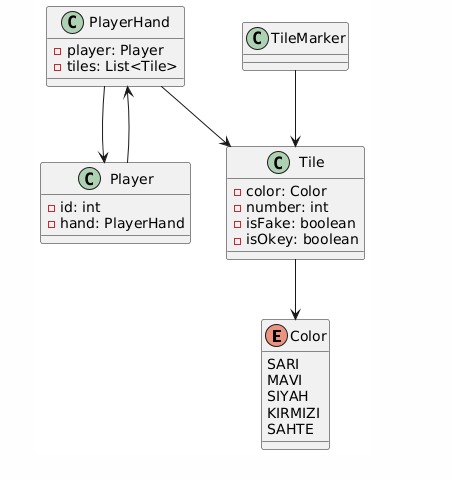 C PlayerHand
player: Player
tiles: List<Tile>
C TileMarker
C Player
id: int
hand: PlayerHand
C Tile
color: Color
number: int
isFake: boolean
isOkey: boolean
E Color
SARI
MAVI
SIYAH
KIRMIZI
SAHTE